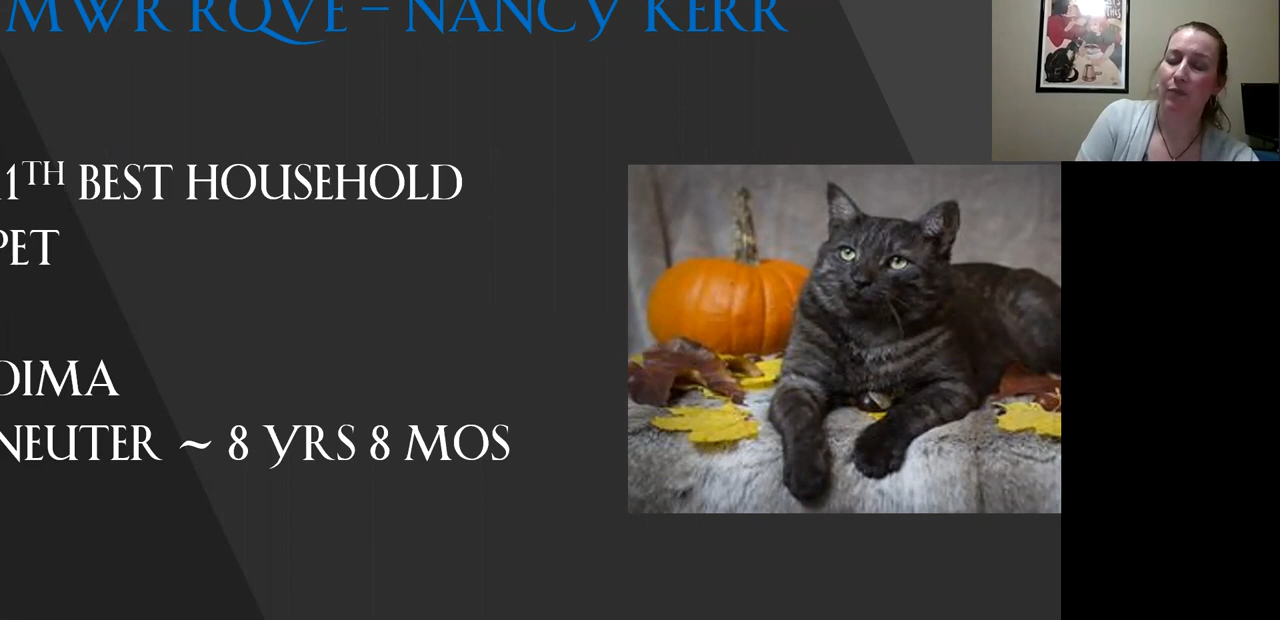 MWR RQVE – NANCY KERR
1TH BEST HOUSEHOLD
PET
DIMA
NEUTER ~ 8 YRS 8 MOS